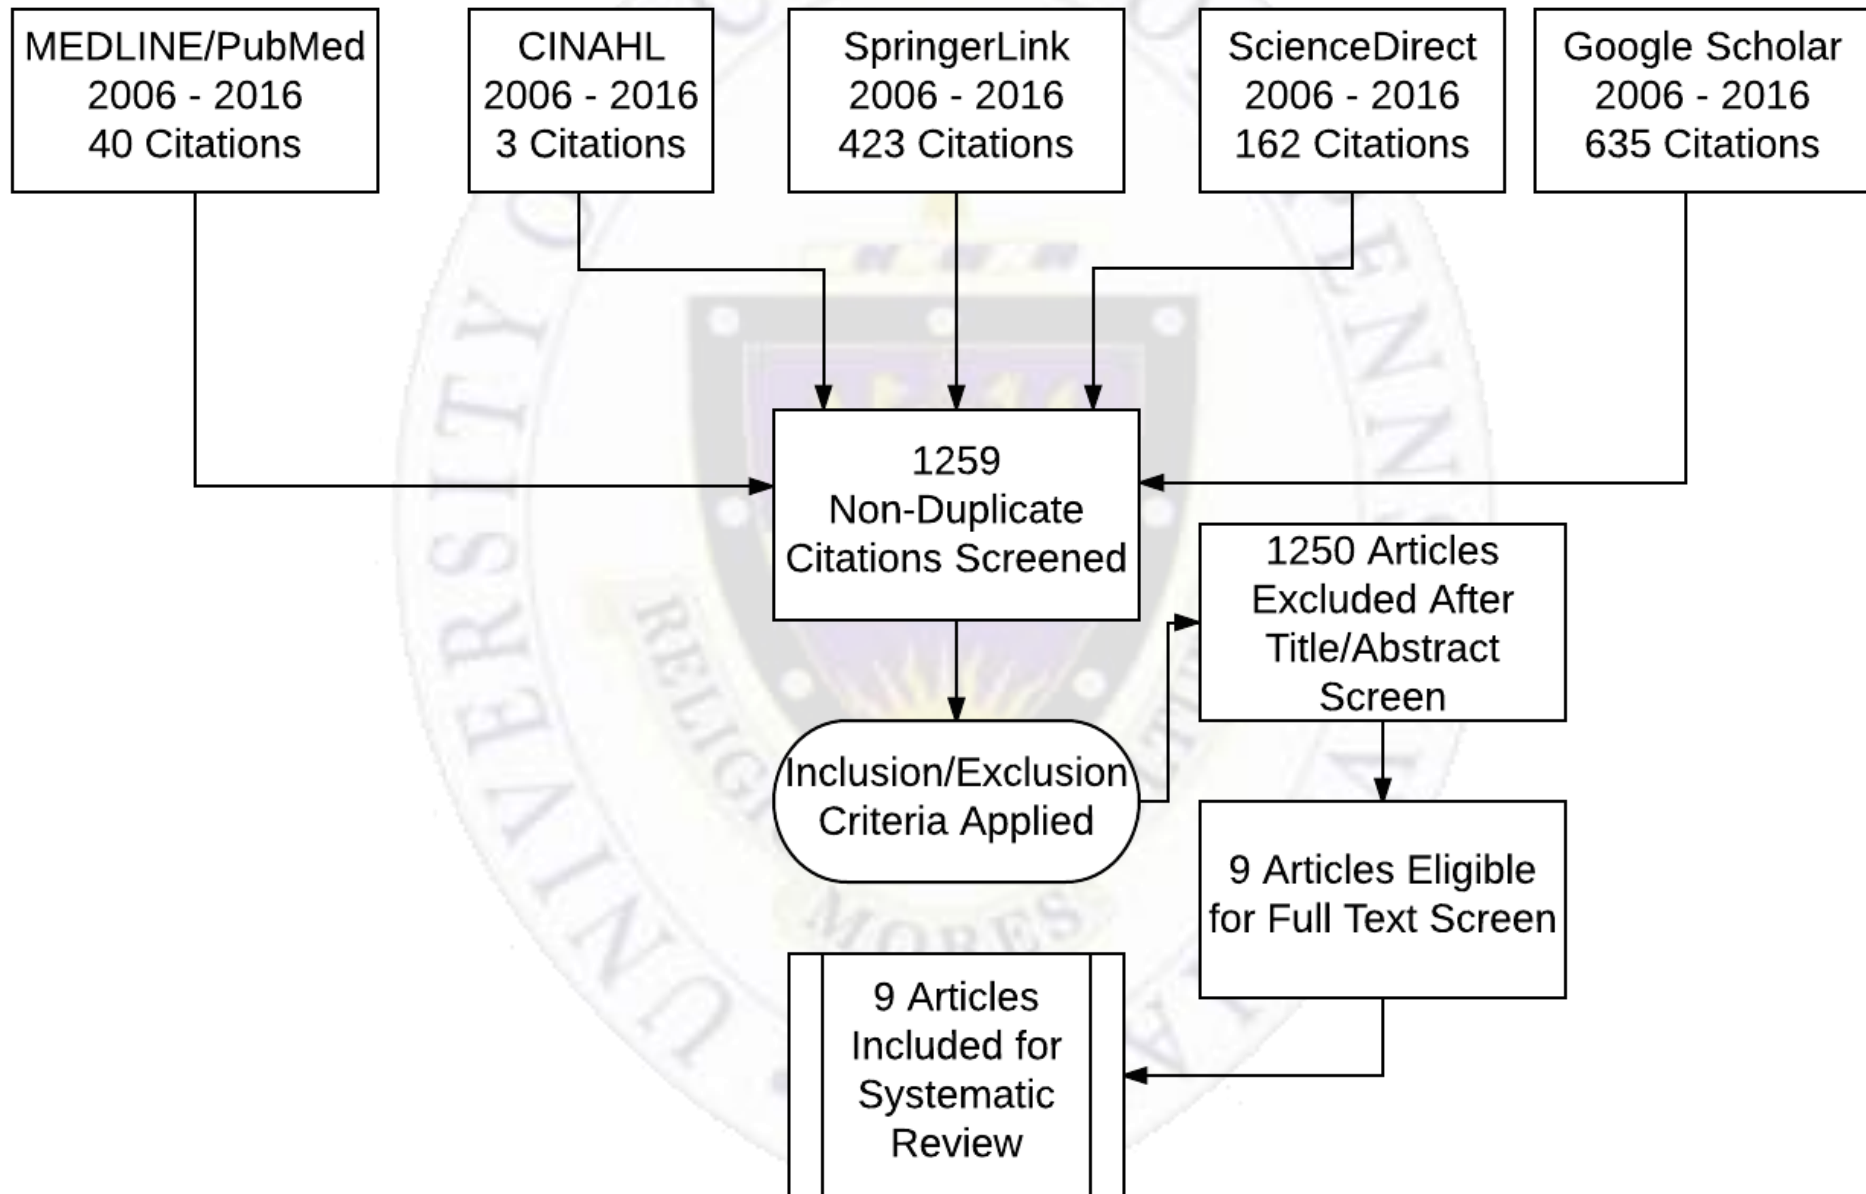 MEDLINE/PubMed
2006 - 2016
40 Citations
CINAHL
2006 - 2016
3 Citations
SpringerLink
2006 - 2016
423 Citations
ScienceDirect
2006 - 2016
162 Citations
Google Scholar
2006 - 2016
635 Citations
1259
Non-Duplicate
Citations Screened
1250 Articles
Excluded After
Title/Abstract
Screen
Inclusion/Exclusion
Criteria Applied
9 Articles Eligible
for Full Text Screen
9 Articles
Included for
Systematic
Review
UNIVERSITY
MORES